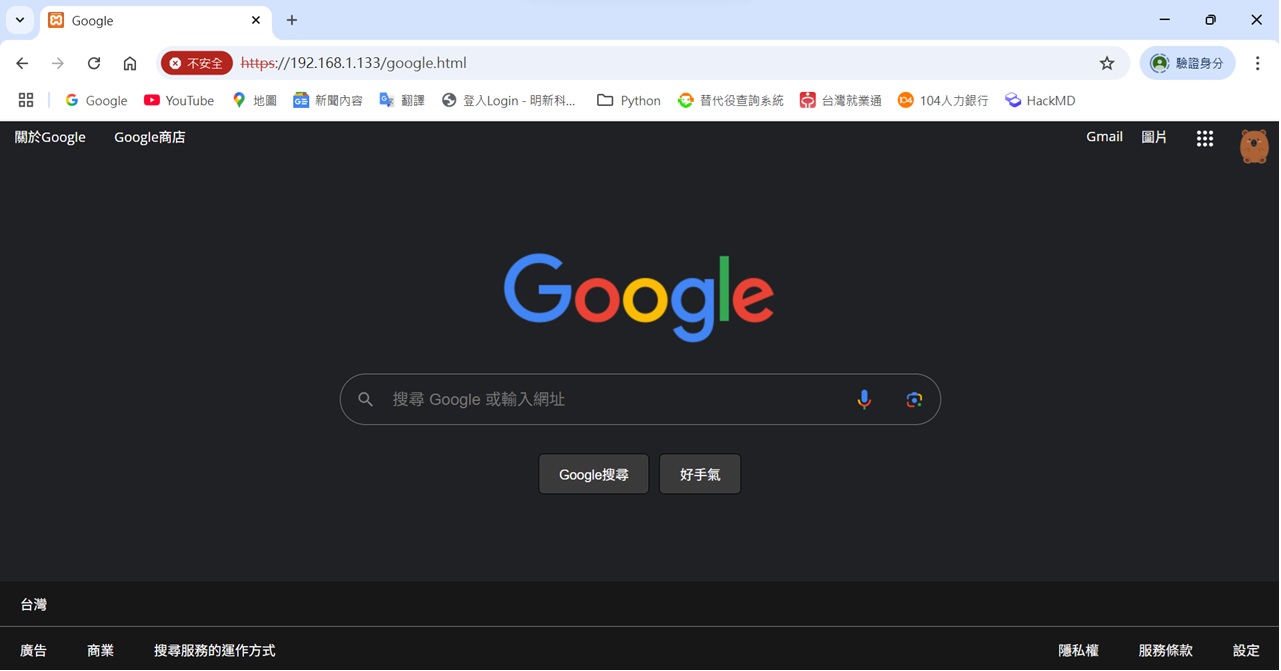 Google
不安全 https://192.168.1.133/google.html 驗證身分
Google YouTube 地圖 新聞內容 翻譯 登入Login - 明新科... Python 替代役查詢系統 台灣就業通 104人力銀行 HackMD
關於Google Google商店 Gmail 圖片
Google
搜尋 Google 或輸入網址
Google搜尋 好手氣
台灣
廣告 商業 搜尋服務的運作方式 隱私權 服務條款 設定